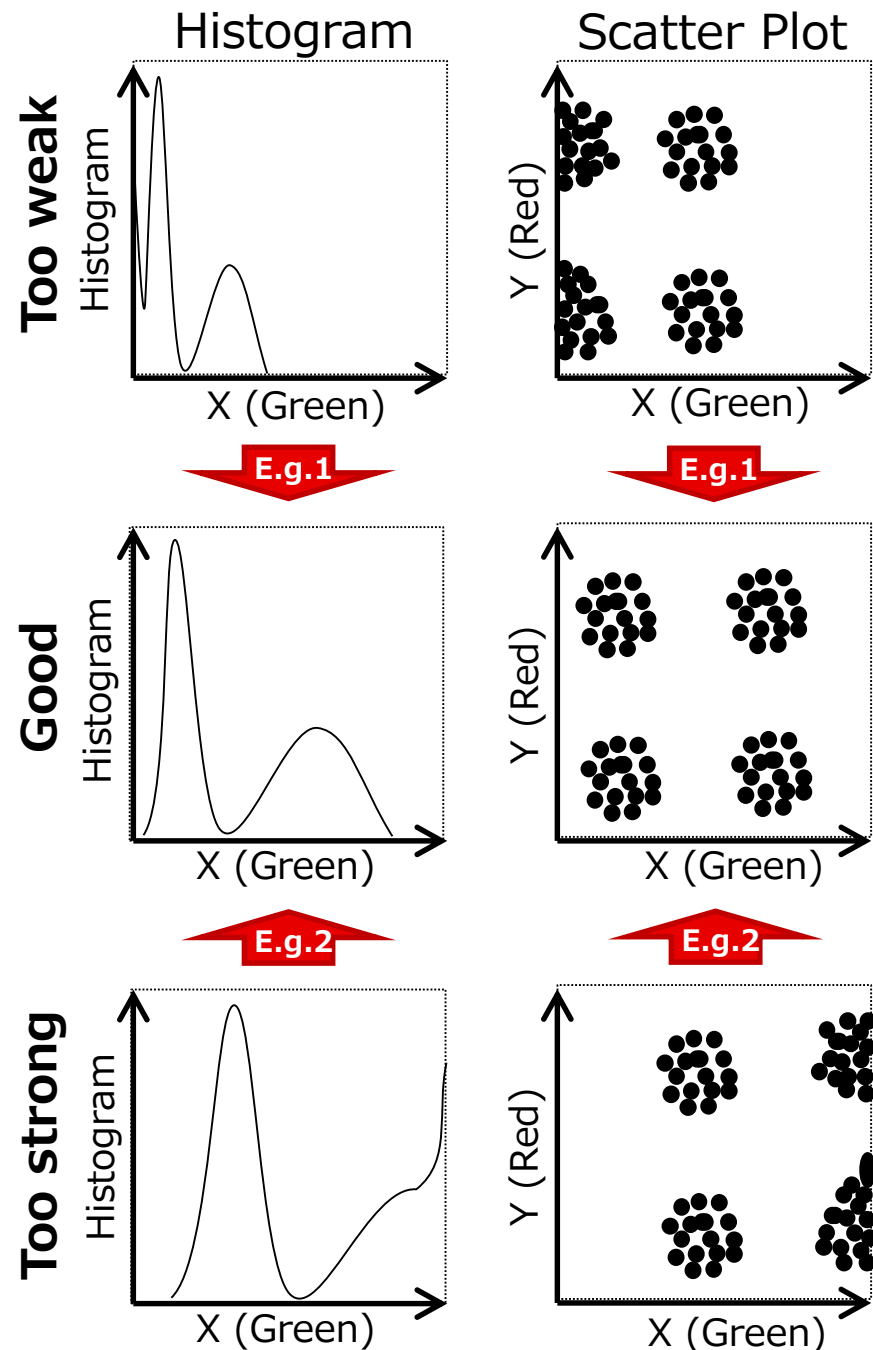 Histogram
Scatter Plot
Too weak
Histogram
X (Green)
Y (Red)
X (Green)
E.g.1
E.g.1
Good
Histogram
X (Green)
Y (Red)
X (Green)
E.g.2
E.g.2
Too strong
Histogram
X (Green)
Y (Red)
X (Green)